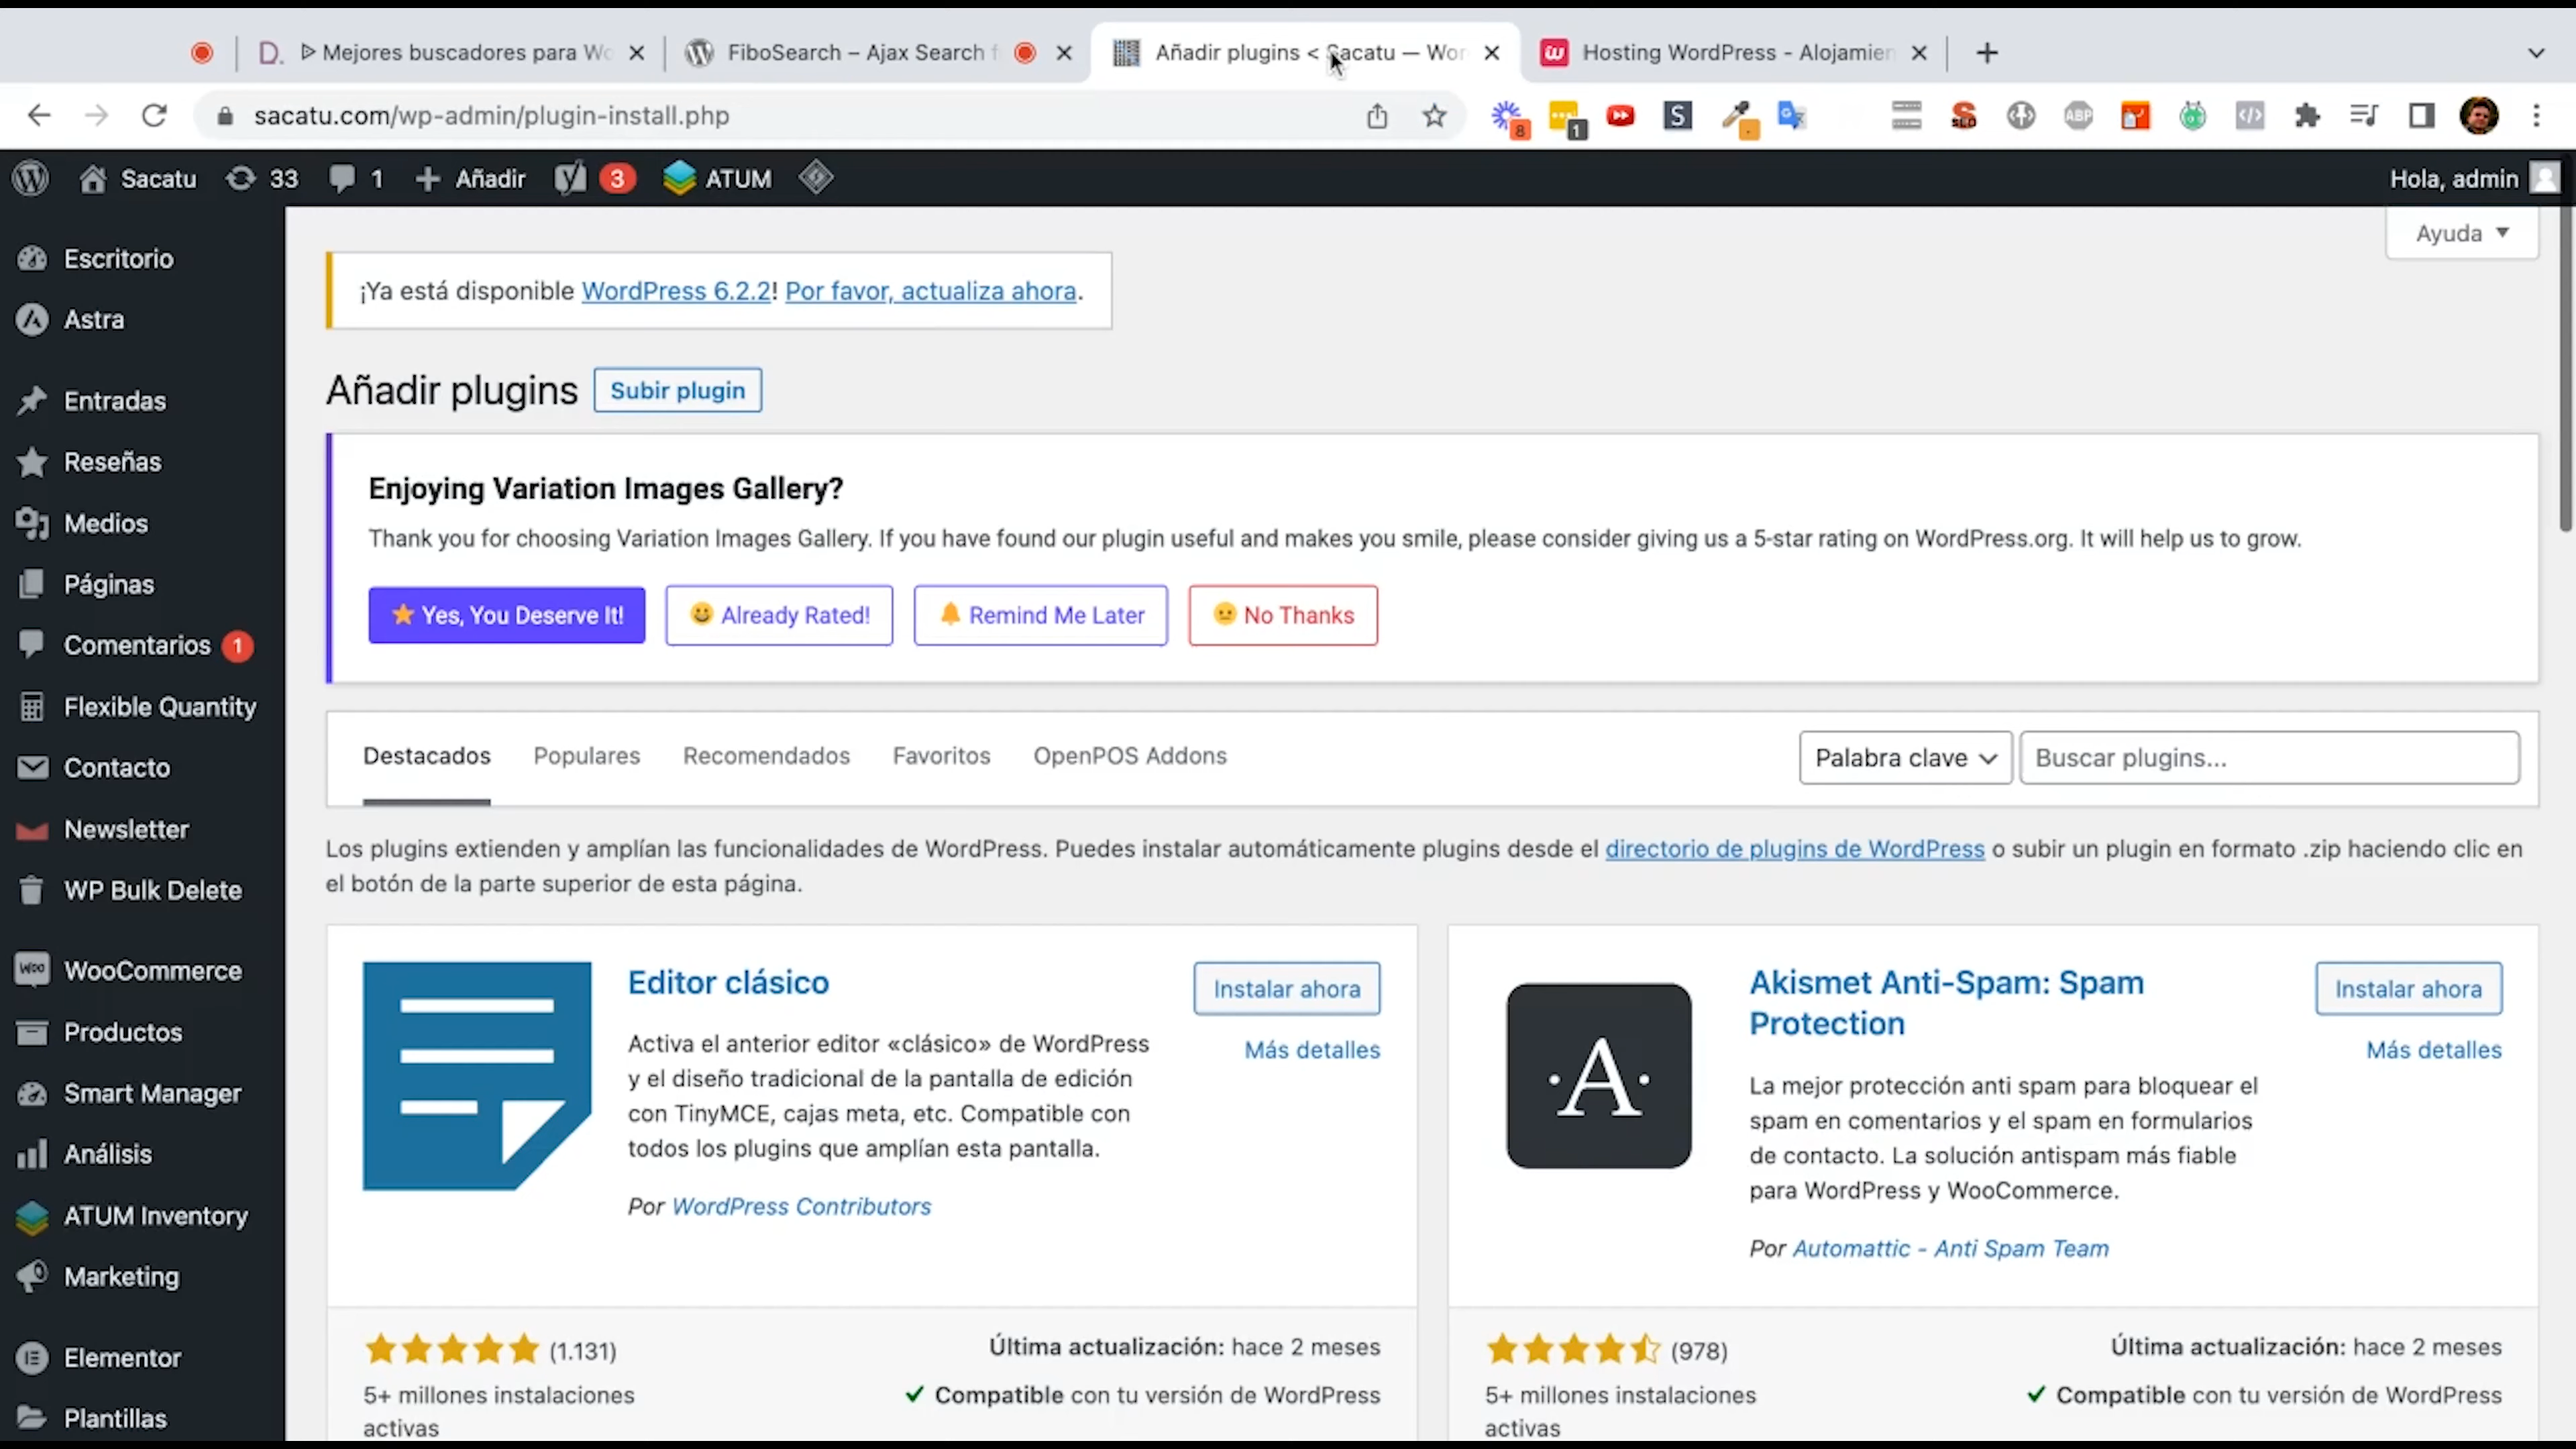 Mejores buscadores para Wo
FiboSearch – Ajax Search f
Añadir plugins < Sacatu — Wor
Hosting WordPress - Alojamien
sacatu.com/wp-admin/plugin-install.php
8
1
S
SEO
ABP
Sacatu
33
1
Añadir
3
ATUM
Hola, admin
Ayuda
Escritorio
Astra
Entradas
Reseñas
Medios
Páginas
Comentarios 1
Flexible Quantity
Contacto
Newsletter
WP Bulk Delete
WooCommerce
Productos
Smart Manager
Análisis
ATUM Inventory
Marketing
Elementor
Plantillas
¡Ya está disponible WordPress 6.2.2! Por favor, actualiza ahora.
Añadir plugins
Subir plugin
Enjoying Variation Images Gallery?
Thank you for choosing Variation Images Gallery. If you have found our plugin useful and makes you smile, please consider giving us a 5-star rating on WordPress.org. It will help us to grow.
Yes, You Deserve It!
Already Rated!
Remind Me Later
No Thanks
Destacados
Populares
Recomendados
Favoritos
OpenPOS Addons
Palabra clave
Buscar plugins...
Los plugins extienden y amplían las funcionalidades de WordPress. Puedes instalar automáticamente plugins desde el directorio de plugins de WordPress o subir un plugin en formato .zip haciendo clic en
el botón de la parte superior de esta página.
Editor clásico
Instalar ahora
Más detalles
Activa el anterior editor «clásico» de WordPress
y el diseño tradicional de la pantalla de edición
con TinyMCE, cajas meta, etc. Compatible con
todos los plugins que amplían esta pantalla.
Por WordPress Contributors
(1.131)
Última actualización: hace 2 meses
5+ millones instalaciones
activas
Compatible con tu versión de WordPress
·A·
Akismet Anti-Spam: Spam
Protection
Instalar ahora
Más detalles
La mejor protección anti spam para bloquear el
spam en comentarios y el spam en formularios
de contacto. La solución antispam más fiable
para WordPress y WooCommerce.
Por Automattic - Anti Spam Team
(978)
Última actualización: hace 2 meses
5+ millones instalaciones
activas
Compatible con tu versión de WordPress